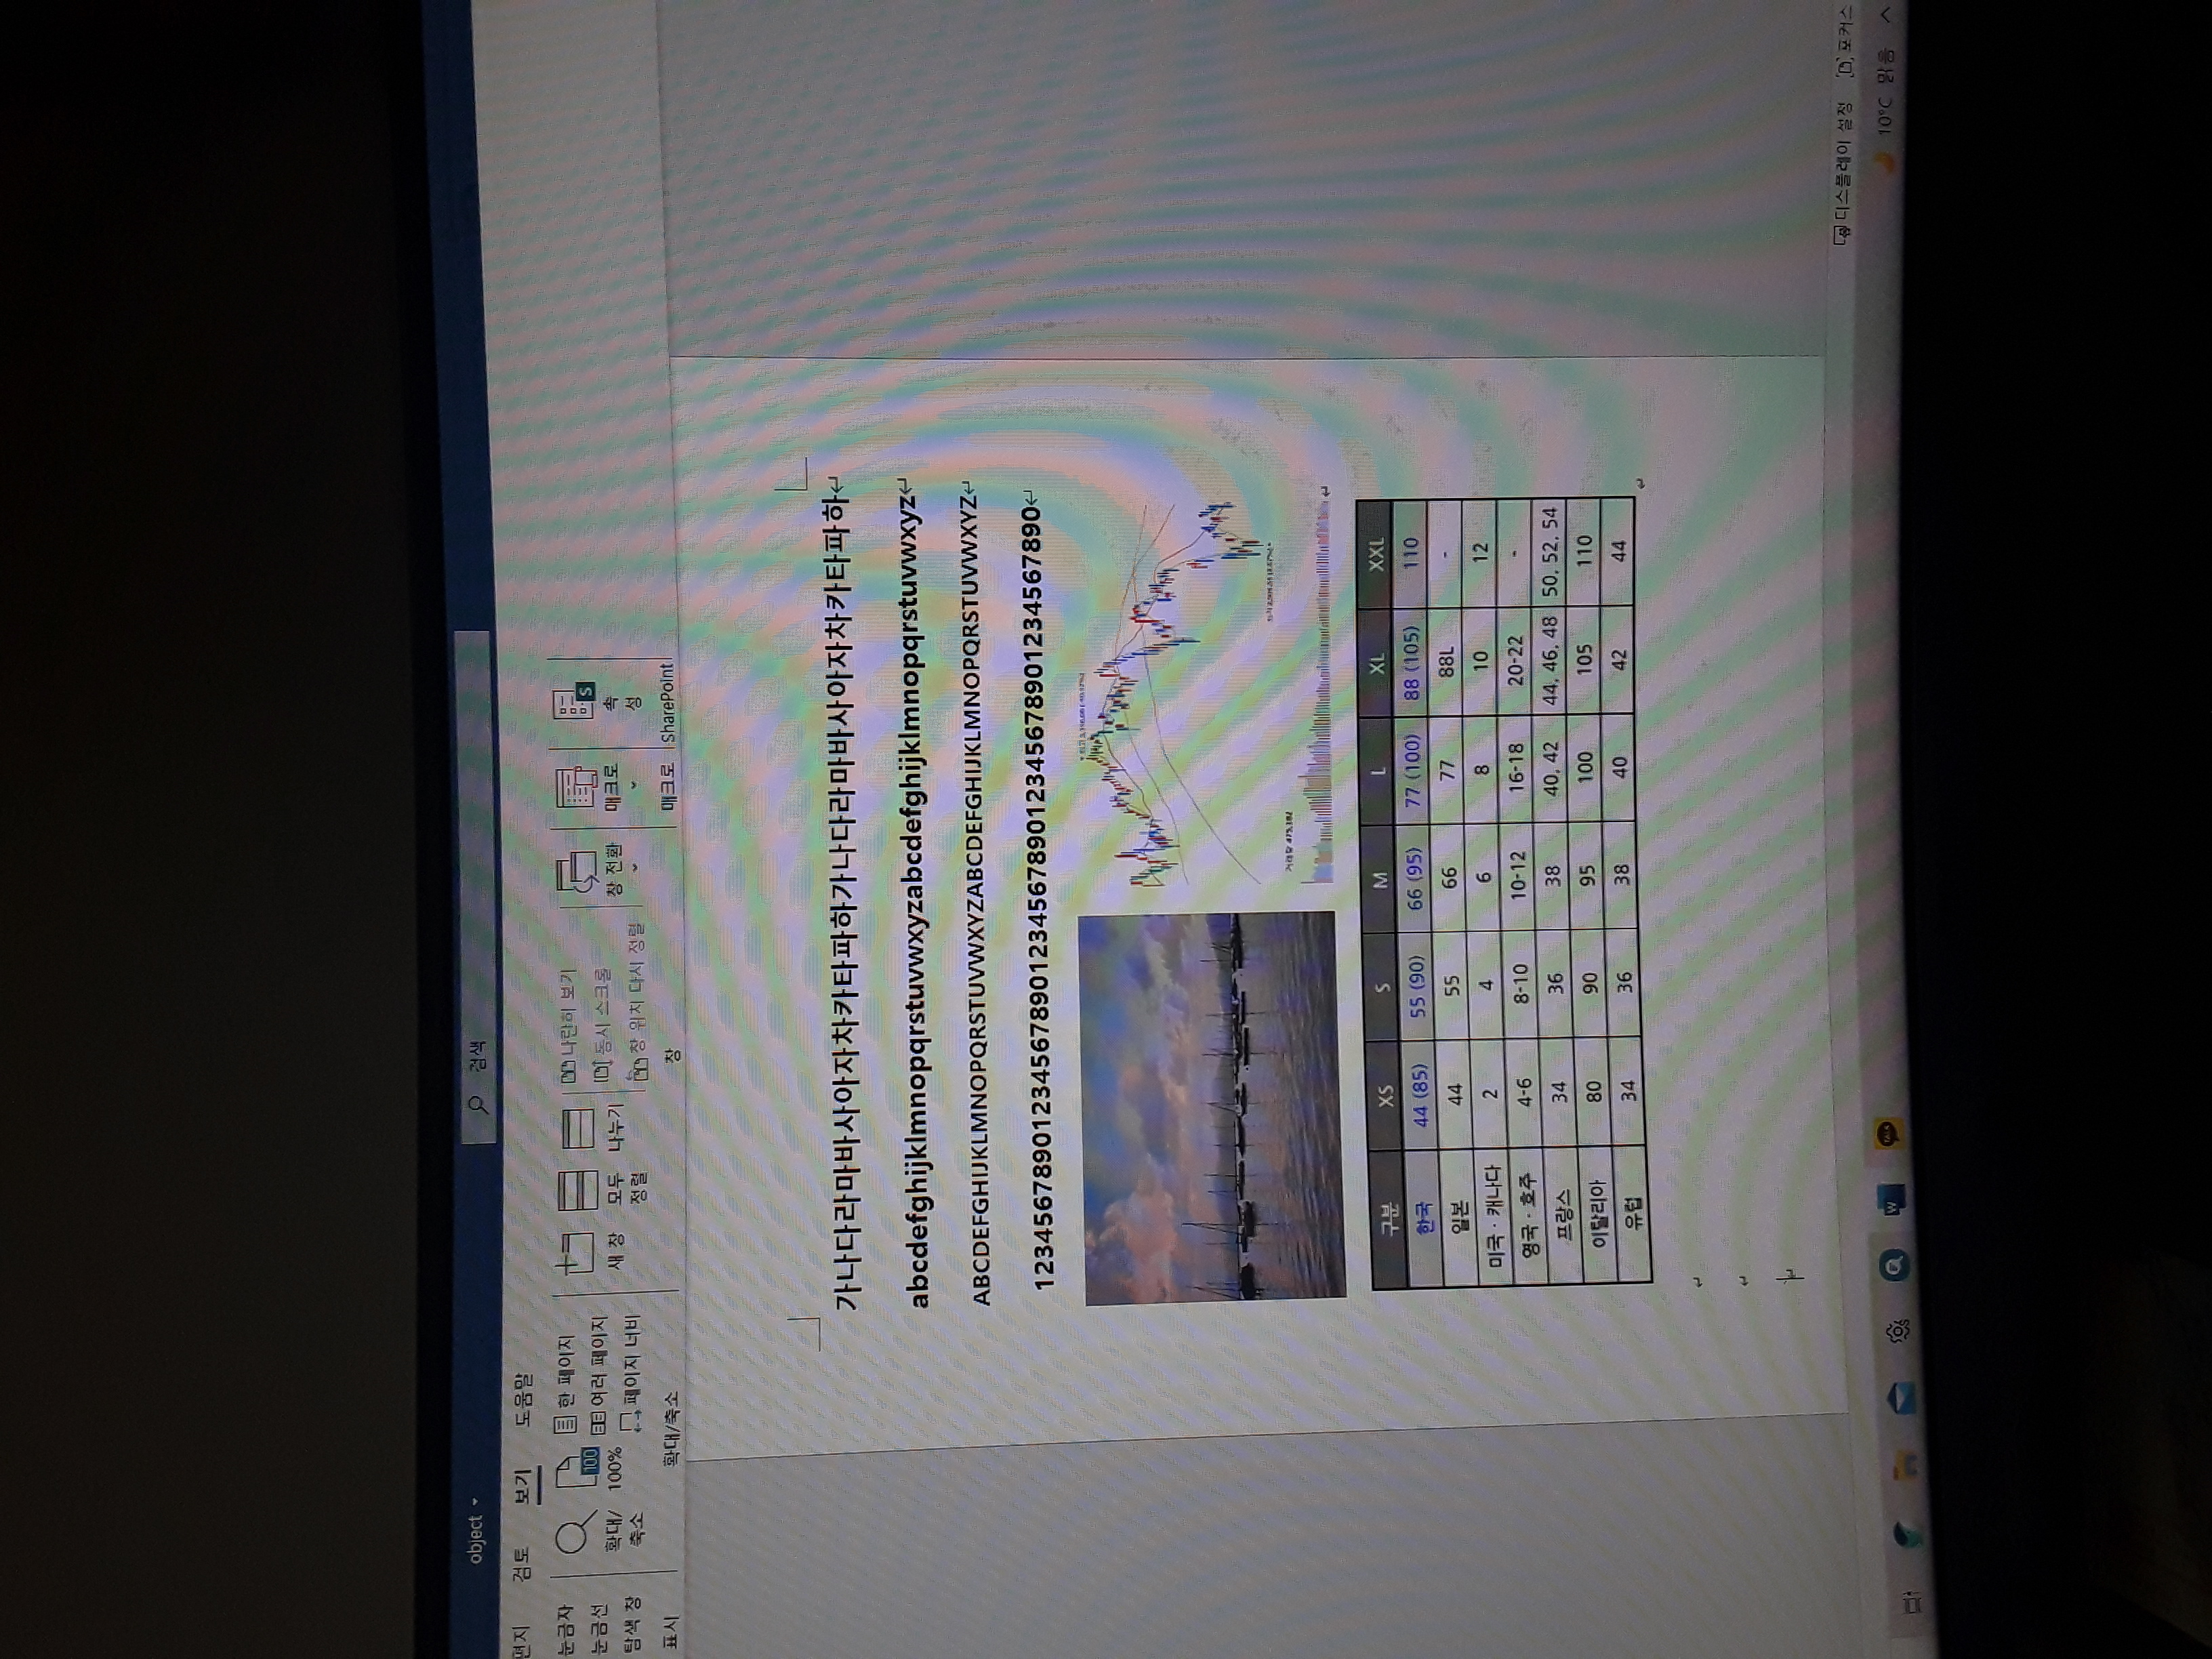 object
검색
편지 검토 보기 도움말
눈금자
눈금선
탐색 창
표시
확대/
축소
100%
한 페이지
여러 페이지
페이지 너비
확대/축소
새 창
모두
정렬
나누기
나란히 보기
동시 스크롤
창 위치 다시 정렬
창
창 전환
매크로
매크로
속
성
SharePoint
가나다라마바사아자차카타파하가나다라마바사아자차카타파하
abcdefghijklmnopqrstuvwxyzabcdefghijklmnopqrstuvwxyz
ABCDEFGHIJKLMNOPQRSTUVWXYZABCDEFGHIJKLMNOPQRSTUVWXYZ
12345678901234567890123456789012345678901234567890
거래량 475,382
구분 XS S M L XL XXL
한국 44 (85) 55 (90) 66 (95) 77 (100) 88 (105) 110
일본 44 55 66 77 88L -
미국 · 캐나다 2 4 6 8 10 12
영국 · 호주 4-6 8-10 10-12 16-18 20-22 -
프랑스 34 36 38 40, 42 44, 46, 48 50, 52, 54
이탈리아 80 90 95 100 105 110
유럽 34 36 38 40 42 44
디스플레이 설정 포커스
10°C 맑음